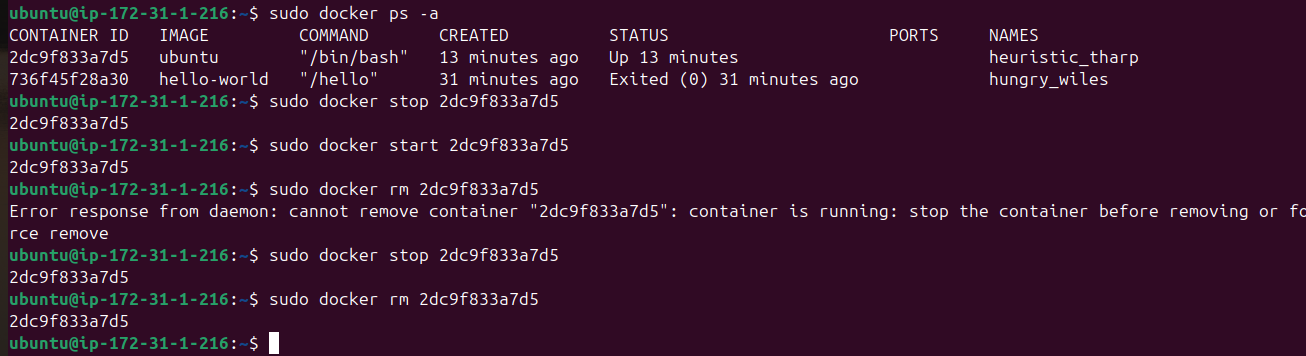 ubuntu@ip-172-31-1-216:~$ sudo docker ps -a
CONTAINER ID   IMAGE         COMMAND       CREATED          STATUS                      PORTS     NAMES
2dc9f833a7d5   ubuntu        "/bin/bash"   13 minutes ago   Up 13 minutes                         heuristic_tharp
736f45f28a30   hello-world   "/hello"      31 minutes ago   Exited (0) 31 minutes ago             hungry_wiles
ubuntu@ip-172-31-1-216:~$ sudo docker stop 2dc9f833a7d5
2dc9f833a7d5
ubuntu@ip-172-31-1-216:~$ sudo docker start 2dc9f833a7d5
2dc9f833a7d5
ubuntu@ip-172-31-1-216:~$ sudo docker rm 2dc9f833a7d5
Error response from daemon: cannot remove container "2dc9f833a7d5": container is running: stop the container before removing or fo
rce remove
ubuntu@ip-172-31-1-216:~$ sudo docker stop 2dc9f833a7d5
2dc9f833a7d5
ubuntu@ip-172-31-1-216:~$ sudo docker rm 2dc9f833a7d5
2dc9f833a7d5
ubuntu@ip-172-31-1-216:~$